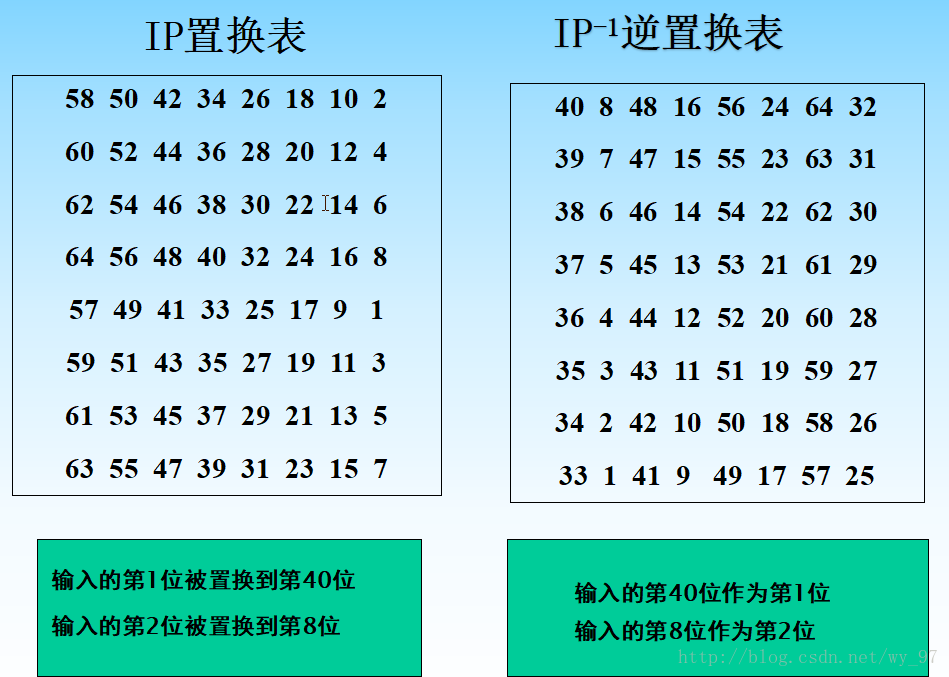 IP置换表
58 50 42 34 26 18 10 2
60 52 44 36 28 20 12 4
62 54 46 38 30 22 14 6
64 56 48 40 32 24 16 8
57 49 41 33 25 17 9 1
59 51 43 35 27 19 11 3
61 53 45 37 29 21 13 5
63 55 47 39 31 23 15 7
输入的第1位被置换到第40位
输入的第2位被置换到第8位
IP⁻¹逆置换表
40 8 48 16 56 24 64 32
39 7 47 15 55 23 63 31
38 6 46 14 54 22 62 30
37 5 45 13 53 21 61 29
36 4 44 12 52 20 60 28
35 3 43 11 51 19 59 27
34 2 42 10 50 18 58 26
33 1 41 9 49 17 57 25
输入的第40位作为第1位
输入的第8位作为第2位
http://blog.csdn.net/wy_97